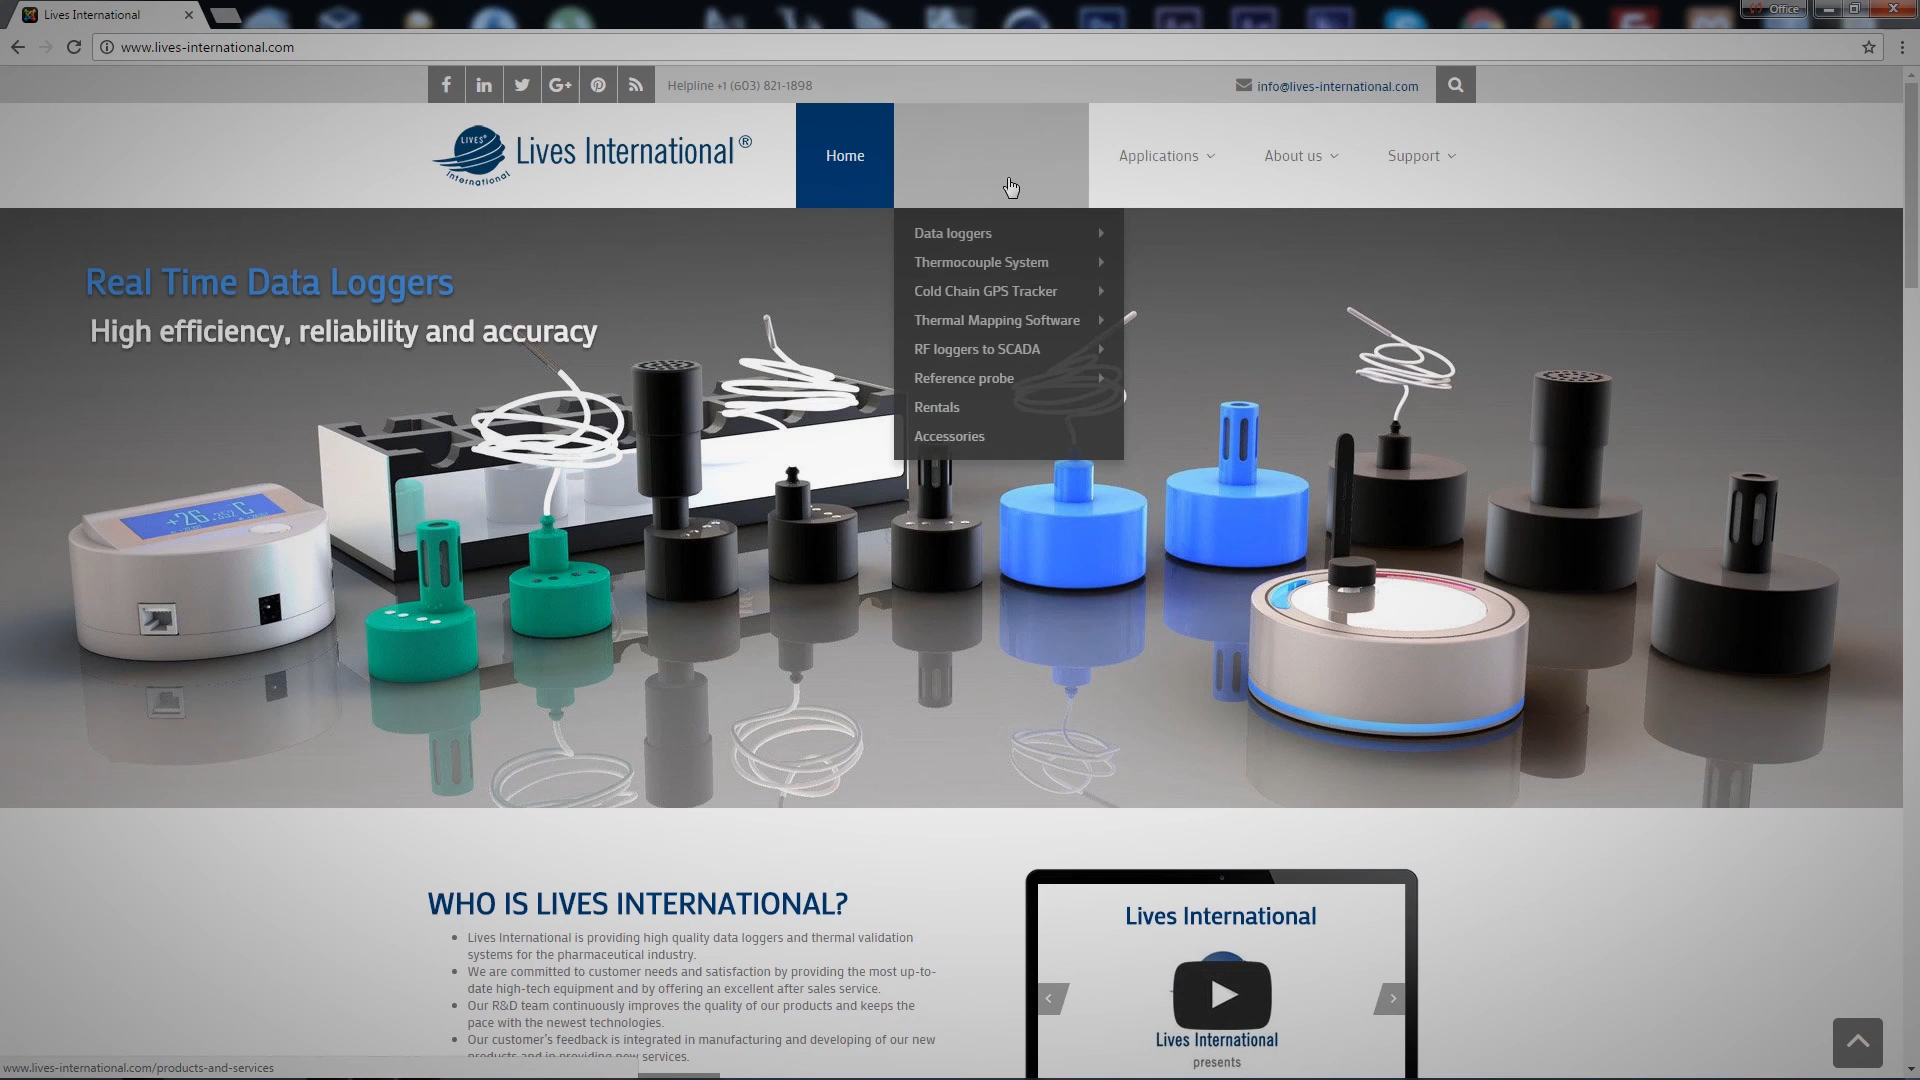 Lives International
Office
www.lives-international.com
Helpline +1 (603) 821-1898
info@lives-international.com
LIVES®
International
Lives International®
Home
Applications
About us
Support
Data loggers
Thermocouple System
Cold Chain GPS Tracker
Thermal Mapping Software
RF loggers to SCADA
Reference probe
Rentals
Accessories
Real Time Data Loggers
High efficiency, reliability and accuracy
WHO IS LIVES INTERNATIONAL?
Lives International is providing high quality data loggers and thermal validation
systems for the pharmaceutical industry.
We are committed to customer needs and satisfaction by providing the most up-to-
date high-tech equipment and by offering an excellent after sales service.
Our R&D team continuously improves the quality of our products and keeps the
pace with the newest technologies.
Our customer's feedback is integrated in manufacturing and developing of our new
products and in providing new services.
Lives International
Lives International
presents
www.lives-international.com/products-and-services